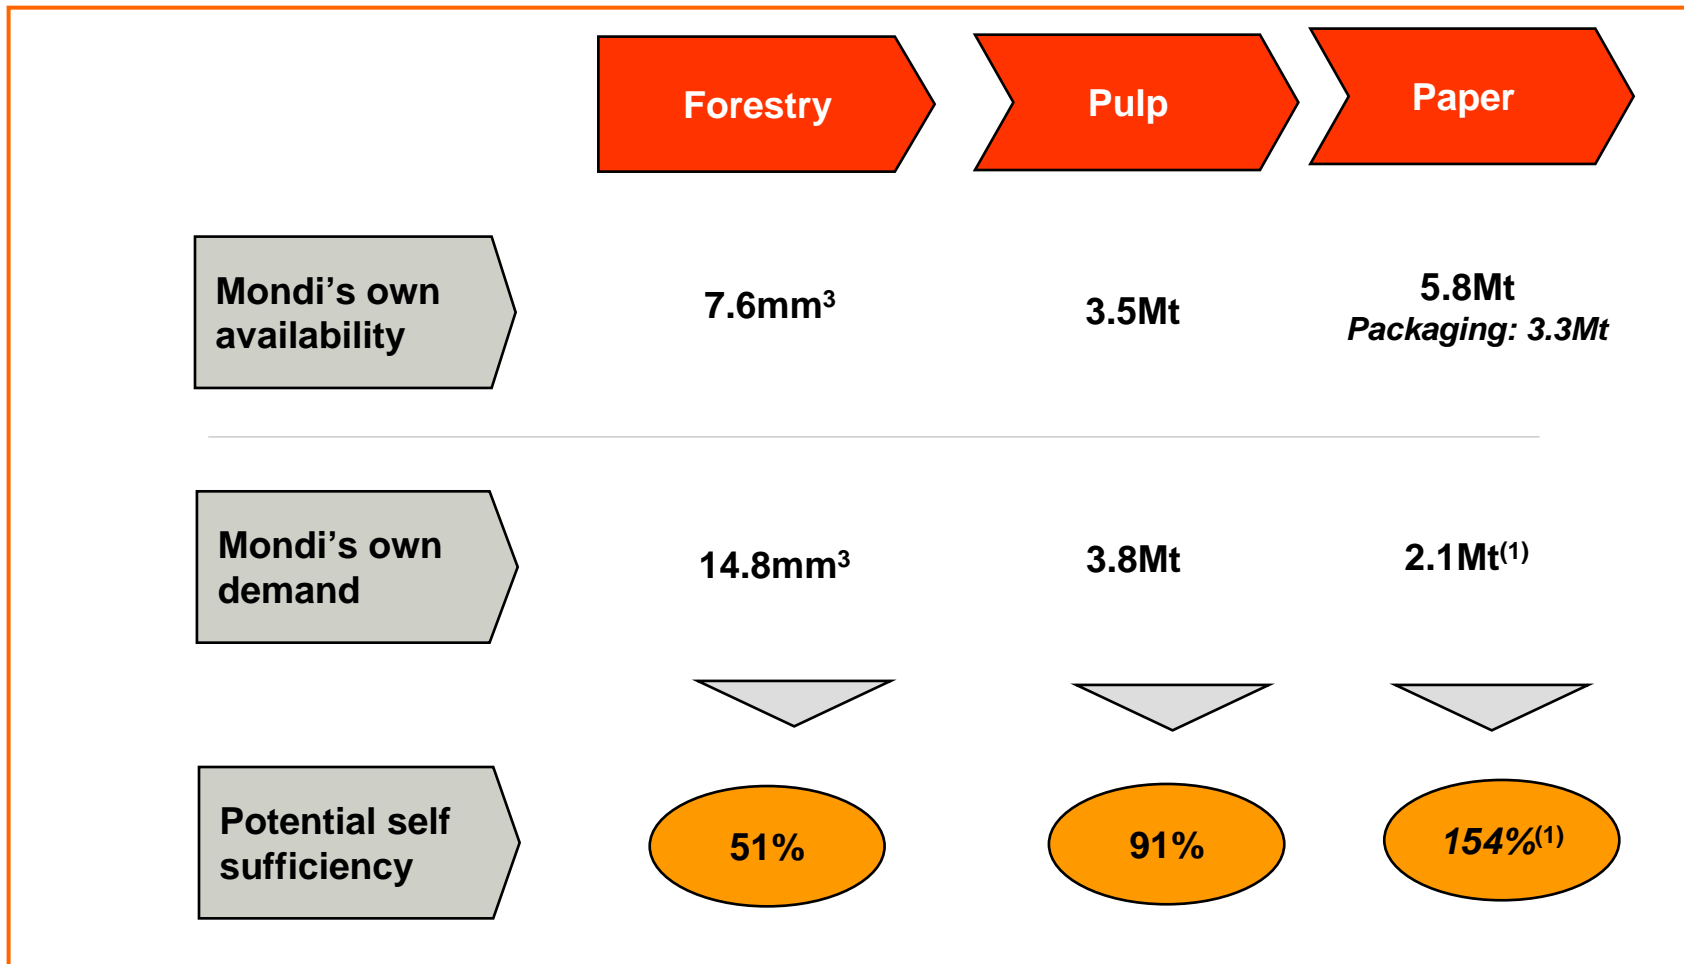 Forestry
Pulp
Paper
Mondi’s own
availability
7.6mm³
3.5Mt
5.8Mt
Packaging: 3.3Mt
Mondi’s own
demand
14.8mm³
3.8Mt
2.1Mt⁽¹⁾
Potential self
sufficiency
51%
91%
154%⁽¹⁾